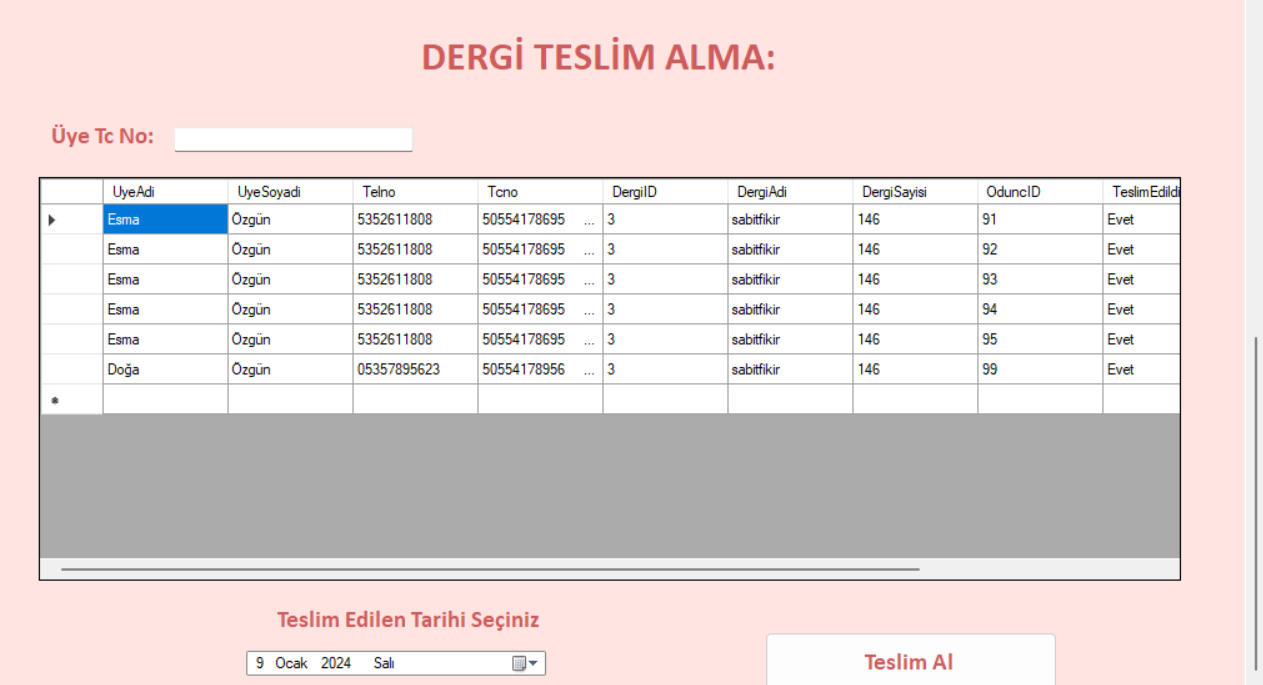 DERGİ TESLİM ALMA:
Üye Tc No:
UyeAdi UyeSoyadi Telno Tcno DergiID DergiAdi DergiSayisi OduncID TeslimEdildi
Esma Özgün 5352611808 50554178695 ... 3 sabitfikir 146 91 Evet
Esma Özgün 5352611808 50554178695 ... 3 sabitfikir 146 92 Evet
Esma Özgün 5352611808 50554178695 ... 3 sabitfikir 146 93 Evet
Esma Özgün 5352611808 50554178695 ... 3 sabitfikir 146 94 Evet
Esma Özgün 5352611808 50554178695 ... 3 sabitfikir 146 95 Evet
Doğa Özgün 05357895623 50554178956 ... 3 sabitfikir 146 99 Evet
Teslim Edilen Tarihi Seçiniz
9 Ocak 2024 Salı
Teslim Al